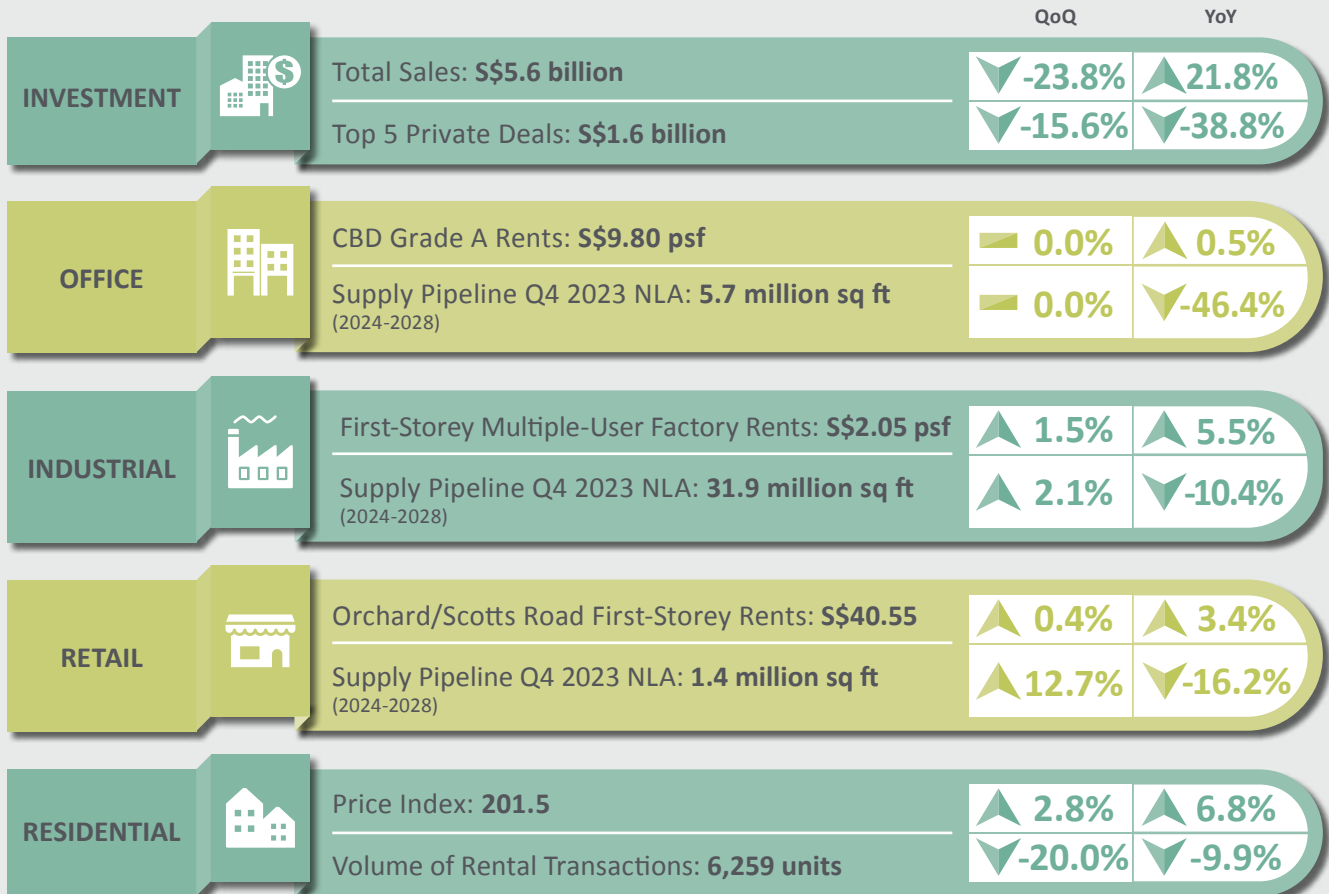 QoQ YoY
INVESTMENT
Total Sales: S$5.6 billion
-23.8% 21.8%
Top 5 Private Deals: S$1.6 billion
-15.6% -38.8%
OFFICE
CBD Grade A Rents: S$9.80 psf
0.0% 0.5%
Supply Pipeline Q4 2023 NLA: 5.7 million sq ft
(2024-2028)
0.0% -46.4%
INDUSTRIAL
First-Storey Multiple-User Factory Rents: S$2.05 psf
1.5% 5.5%
Supply Pipeline Q4 2023 NLA: 31.9 million sq ft
(2024-2028)
2.1% -10.4%
RETAIL
Orchard/Scotts Road First-Storey Rents: S$40.55
0.4% 3.4%
Supply Pipeline Q4 2023 NLA: 1.4 million sq ft
(2024-2028)
12.7% -16.2%
RESIDENTIAL
Price Index: 201.5
2.8% 6.8%
Volume of Rental Transactions: 6,259 units
-20.0% -9.9%